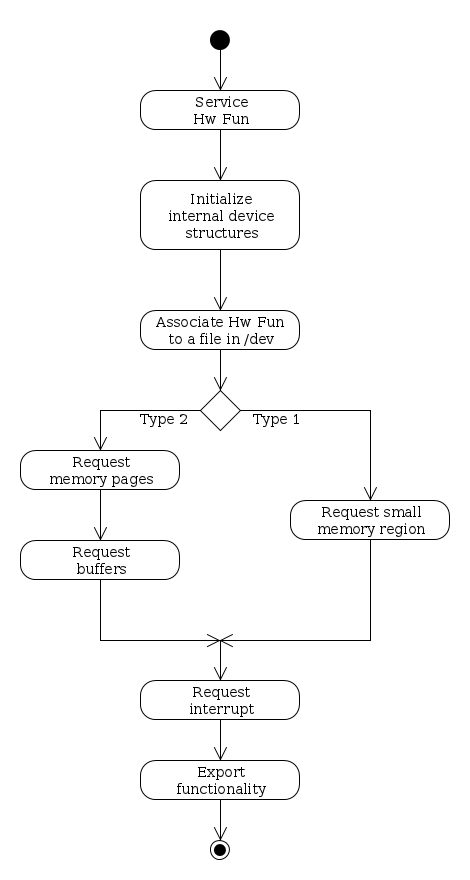 Service
Hw Fun
Initialize
internal device
structures
Associate Hw Fun
to a file in /dev
Type 2
Type 1
Request
memory pages
Request small
memory region
Request
buffers
Request
interrupt
Export
functionality